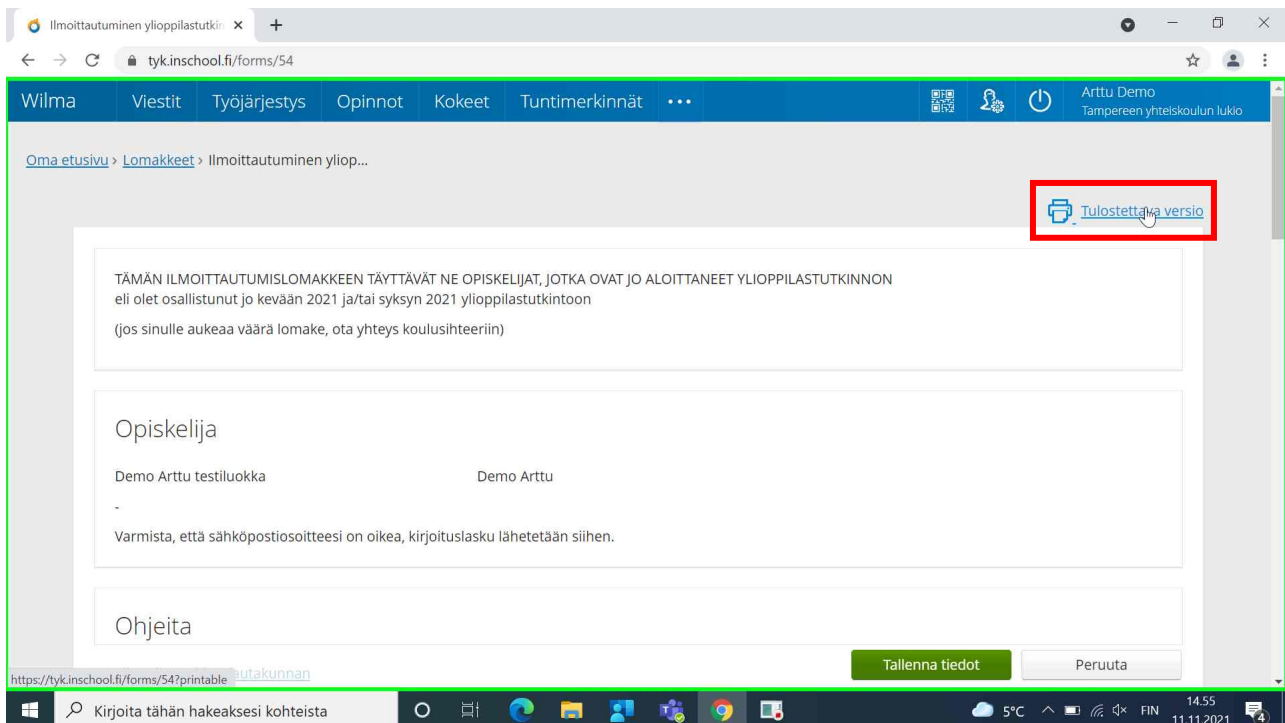 Ilmoittautuminen ylioppilastutkin
tyk.inschool.fi/forms/54
Wilma Viestit Työjärjestys Opinnot Kokeet Tuntimerkinnät
Arttu Demo
Tampereen yhteiskoulun lukio
Oma etusivu › Lomakkeet › Ilmoittautuminen yliop...
Tulostettava versio
TÄMÄN ILMOITTAUTUMISLOMAKKEEN TÄYTTÄVÄT NE OPISKELIJAT, JOTKA OVAT JO ALOITTANEET YLIOPPILASTUTKINNON
eli olet osallistunut jo kevään 2021 ja/tai syksyn 2021 ylioppilastutkintoon
(jos sinulle aukeaa väärä lomake, ota yhteys koulusihteeriin)
Opiskelija
Demo Arttu testiluokka Demo Arttu
-
Varmista, että sähköpostiosoitteesi on oikea, kirjoituslasku lähetetään siihen.
Ohjeita
Tallenna tiedot Peruuta
https://tyk.inschool.fi/forms/54?printable autakunnan
Kirjoita tähän hakeaksesi kohteista
5°C FIN 14.55
11.11.2021 4